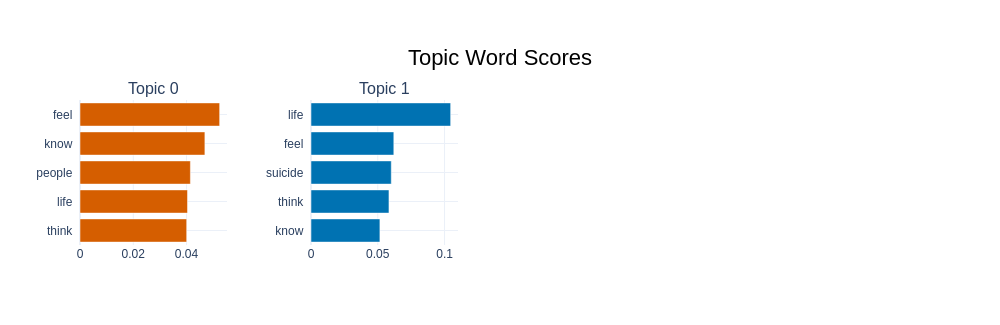 Topic Word Scores
Topic 0
feel
know
people
life
think
0 0.02 0.04
Topic 1
life
feel
suicide
think
know
0 0.05 0.1